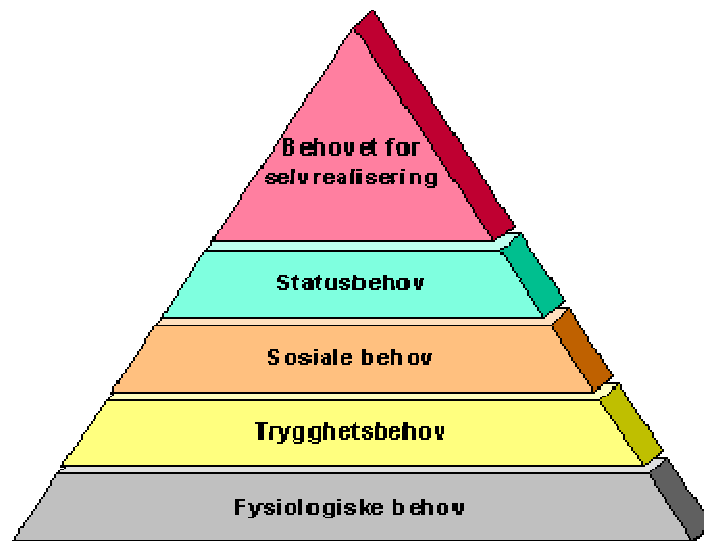 Behovet for
selvrealisering
Statusbehov
Sosiale behov
Trygghetsbehov
Fysiologiske behov